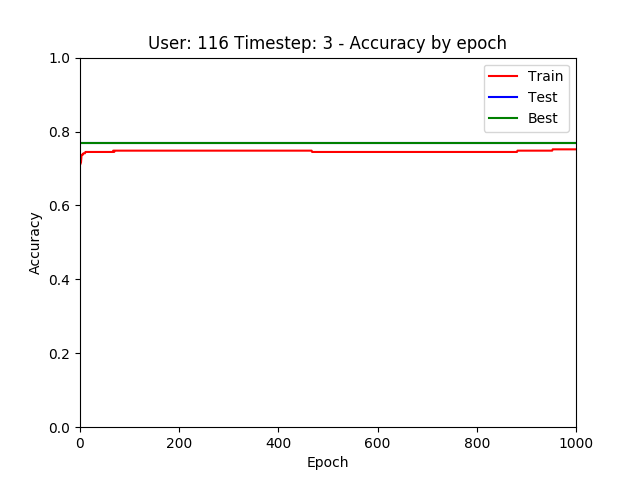 User: 116 Timestep: 3 - Accuracy by epoch
1.0
Train
Test
Best
0.8
0.6
Accuracy
0.4
0.2
0.0
0 200 400 600 800 1000
Epoch